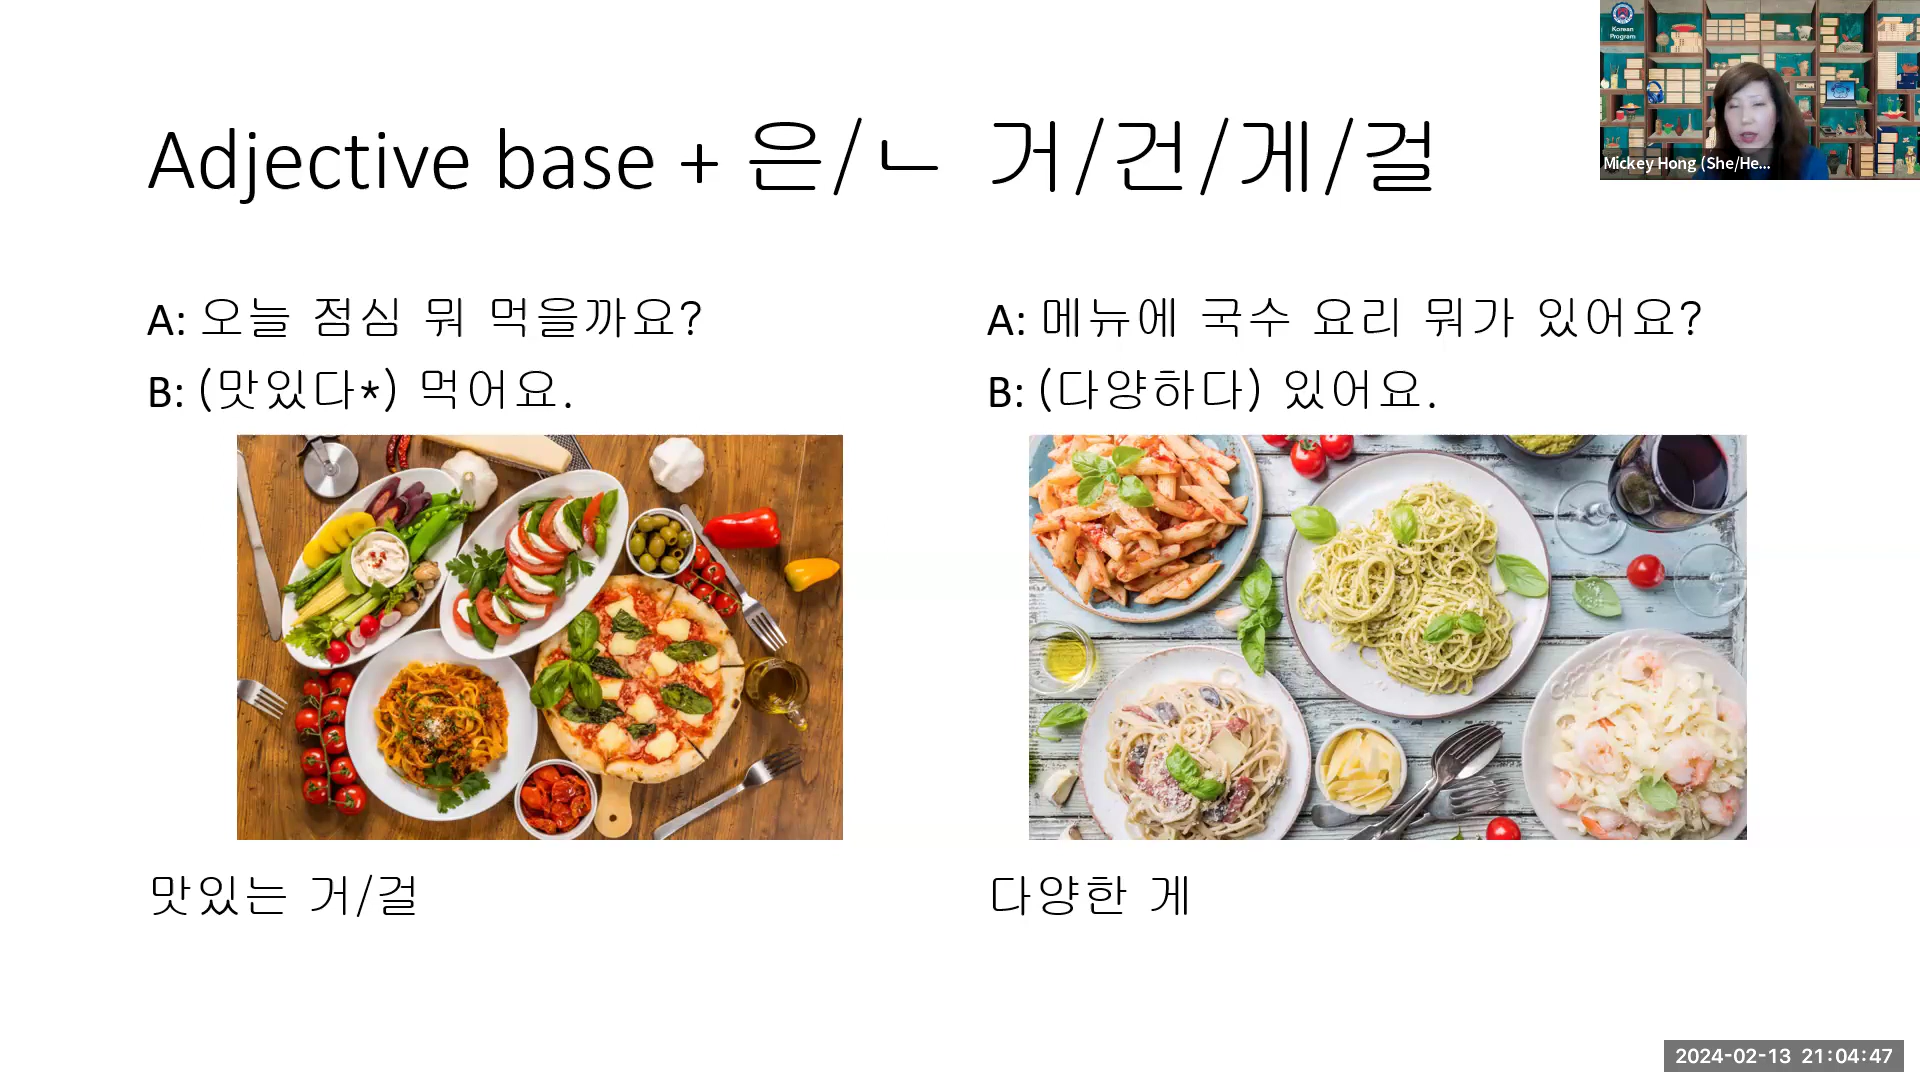 Adjective base + 은/ㄴ 거/건/게/걸
A: 오늘 점심 뭐 먹을까요?
B: (맛있다*) 먹어요.
맛있는 거/걸
A: 메뉴에 국수 요리 뭐가 있어요?
B: (다양하다) 있어요.
다양한 게
Korean
Program
Mickey Hong (She/He...
2024-02-13 21:04:47